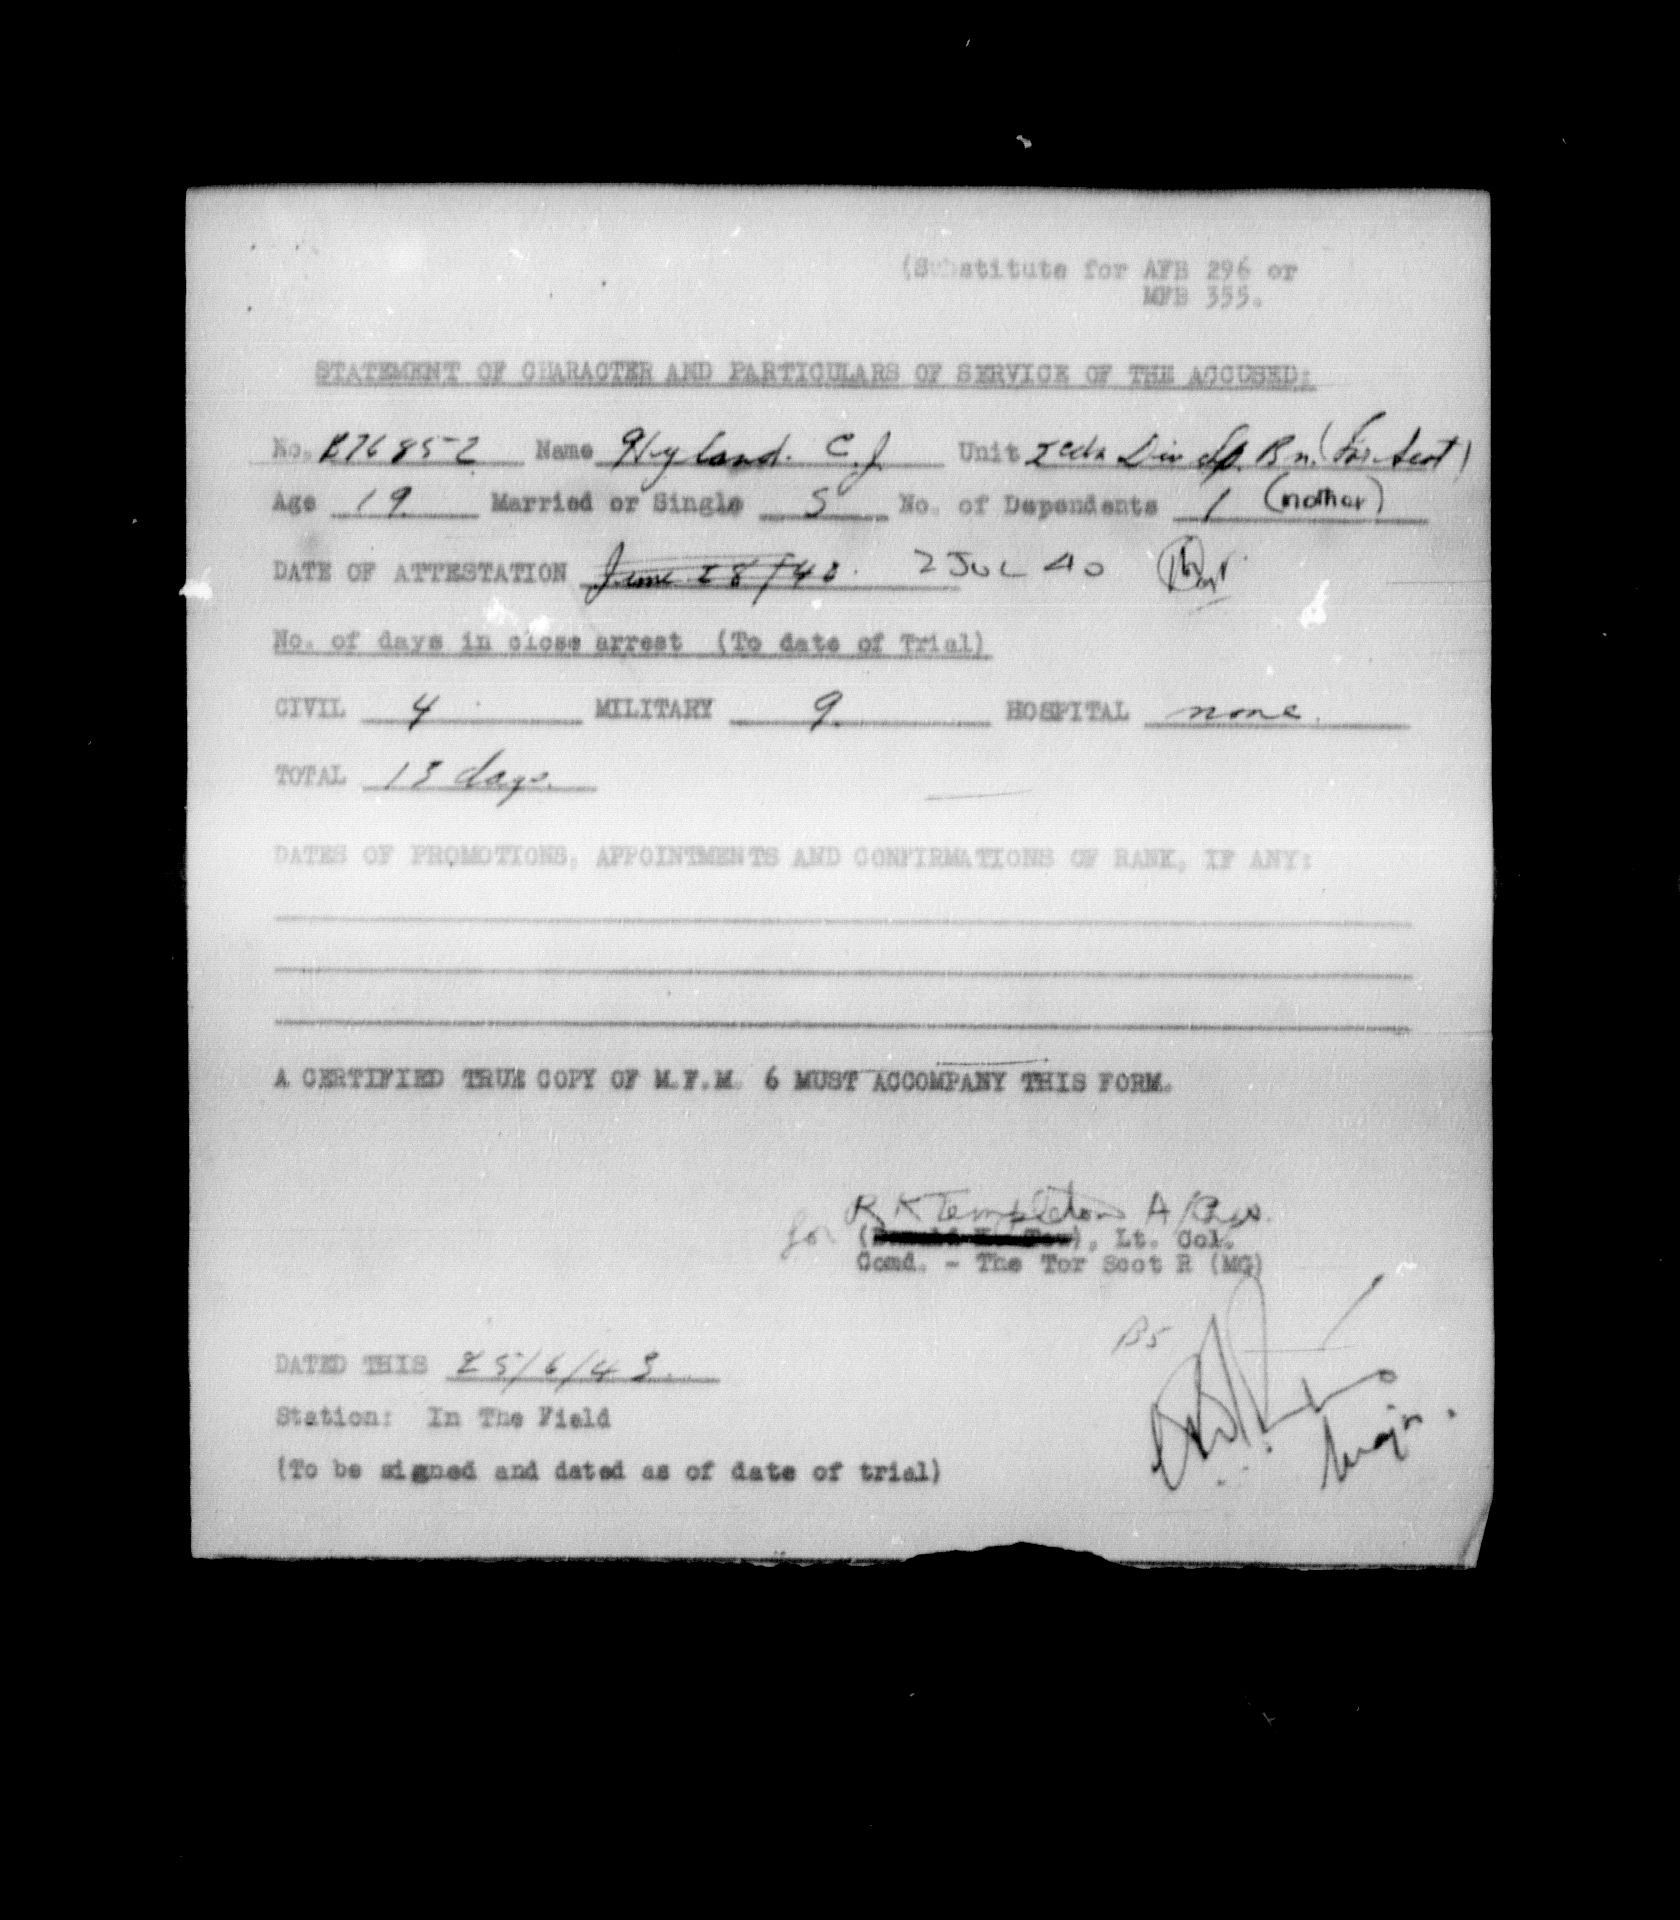 (Substitute for AFB 296 or
MFB 355.
STATEMENT OF CHARACTER AND PARTICULARS OF SERVICE OF THE ACCUSED:
No. B76852 Name Hyland. C.J. Unit 2 Cdn Div Sp. Bn. (Tor. Scot)
Age 19 Married or Single S No. of Dependents 1 (mother)
DATE OF ATTESTATION June 28/40. 2 JUL 40
No. of days in close arrest (To date of Trial)
CIVIL 4 MILITARY 9. HOSPITAL none.
TOTAL 13 days.
DATES OF PROMOTIONS, APPOINTMENTS AND CONFIRMATIONS OF RANK, IF ANY:
A CERTIFIED TRUE COPY OF M.F.M. 6 MUST ACCOMPANY THIS FORM.
R K Templeton A/Capt.
for ( ), Lt. Col.
Comd. - The Tor Scot R (MG)
B5
DATED THIS 25/6/43.
Major.
Station: In The Field
(To be signed and dated as of date of trial)